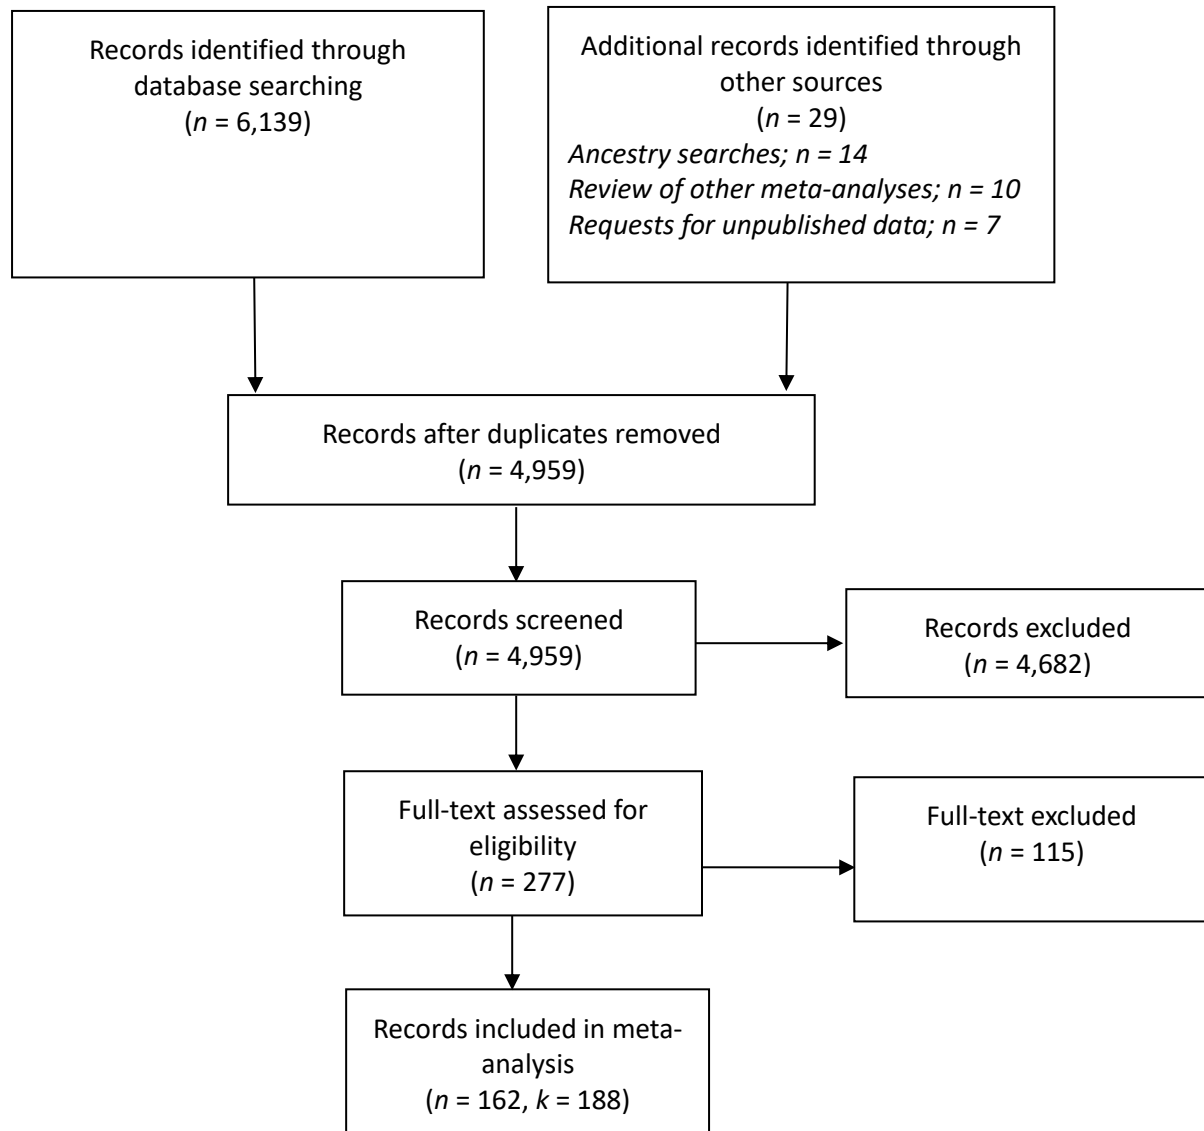 Records identified through
database searching
(n = 6,139)
Additional records identified through
other sources
(n = 29)
Ancestry searches; n = 14
Review of other meta-analyses; n = 10
Requests for unpublished data; n = 7
Records after duplicates removed
(n = 4,959)
Records screened
(n = 4,959)
Records excluded
(n = 4,682)
Full-text assessed for
eligibility
(n = 277)
Full-text excluded
(n = 115)
Records included in meta-
analysis
(n = 162, k = 188)